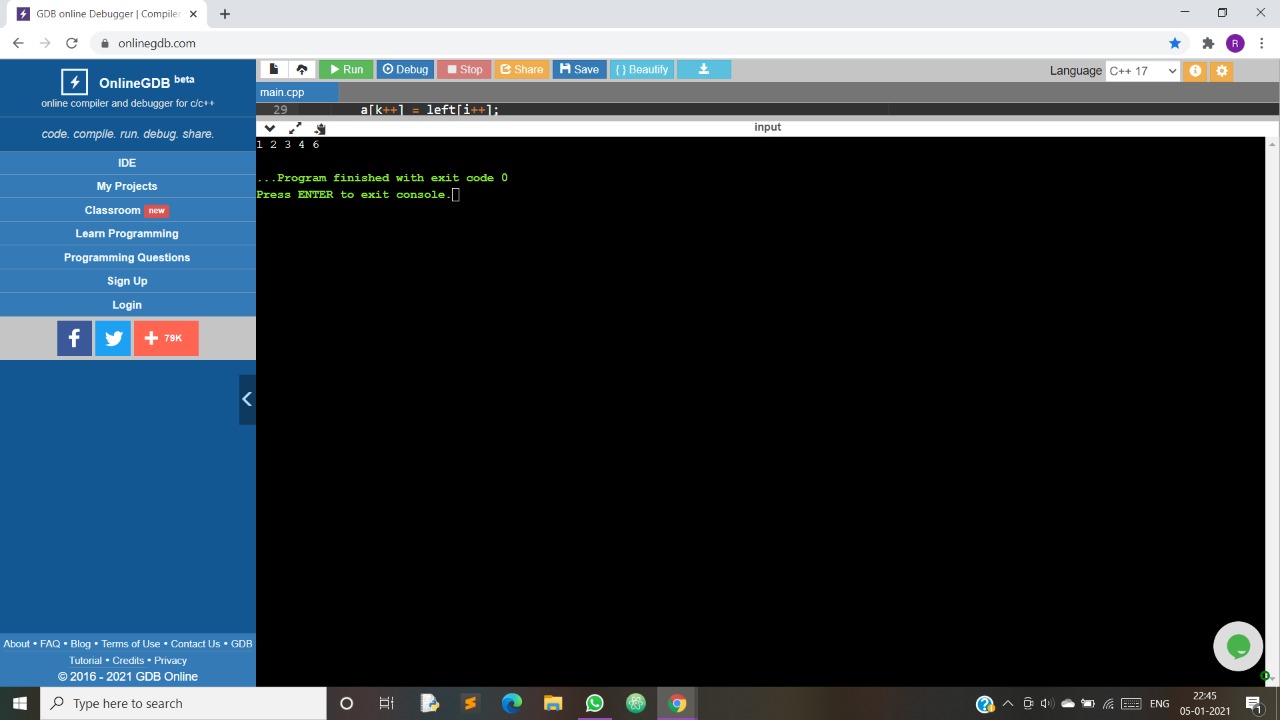 GDB online Debugger | Compiler
onlinegdb.com
R
OnlineGDB beta
online compiler and debugger for c/c++
code. compile. run. debug. share.
IDE
My Projects
Classroom new
Learn Programming
Programming Questions
Sign Up
Login
f
79K
About • FAQ • Blog • Terms of Use • Contact Us • GDB
Tutorial • Credits • Privacy
© 2016 - 2021 GDB Online
Run Debug Stop Share Save { } Beautify
Language C++ 17
main.cpp
29 a[k++] = left[i++];
input
1 2 3 4 6
...Program finished with exit code 0
Press ENTER to exit console.
Type here to search
ENG
22:45
05-01-2021
1